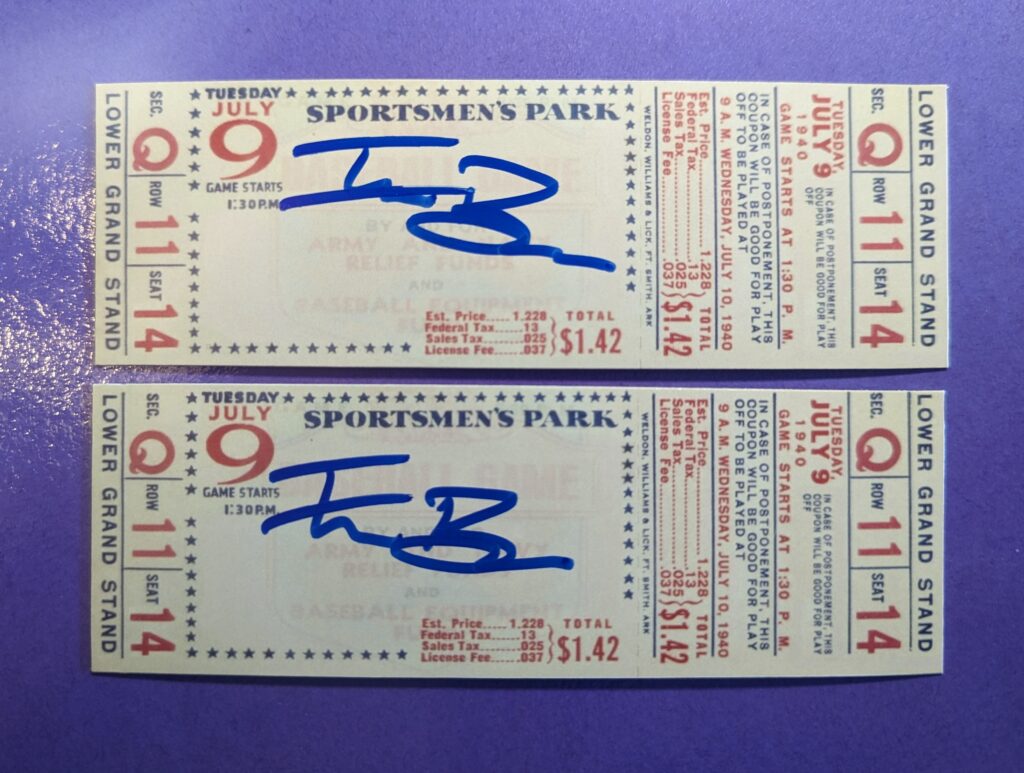 LOWER GRAND STAND
SEC. Q ROW 11 SEAT 14
TUESDAY
JULY
9
GAME STARTS
1:30 P.M.
SPORTSMEN'S PARK
GAME
BY AND FOR
ARMY AND NAVY
RELIEF FUNDS
AND
BASEBALL EQUIPMENT
Est. Price..... 1.228
Federal Tax..... 13
Sales Tax..... .025
License Fee.... .037
TOTAL
$1.42
WELDON, WILLIAMS & LICK, FT. SMITH, ARK
Est. Price..... 1.228
Federal Tax..... .13
Sales Tax..... .025
License Fee..... .037
TOTAL
$1.42
IN CASE OF POSTPONEMENT, THIS
COUPON WILL BE GOOD FOR PLAY
OFF TO BE PLAYED AT
9 A. M. WEDNESDAY, JULY 10, 1940
TUESDAY,
JULY 9
1940
GAME STARTS AT 1:30 P. M.
IN CASE OF POSTPONEMENT, THIS
COUPON WILL BE GOOD FOR PLAY
OFF
SEC. Q ROW 11 SEAT 14
LOWER GRAND STAND
LOWER GRAND STAND
SEC. Q ROW 11 SEAT 14
TUESDAY
JULY
9
GAME STARTS
1:30 P.M.
SPORTSMEN'S PARK
GAME
BY AND
ARMY AND NAVY
RELIEF FUNDS
AND
BASEBALL EQUIPMENT
Est. Price..... 1.228
Federal Tax..... 13
Sales Tax..... .025
License Fee.... .037
TOTAL
$1.42
WELDON, WILLIAMS & LICK, FT. SMITH, ARK
Est. Price..... 1.228
Federal Tax..... .13
Sales Tax..... .025
License Fee..... .037
TOTAL
$1.42
IN CASE OF POSTPONEMENT, THIS
COUPON WILL BE GOOD FOR PLAY
OFF TO BE PLAYED AT
9 A. M. WEDNESDAY, JULY 10, 1940
TUESDAY,
JULY 9
1940
GAME STARTS AT 1:30 P. M.
IN CASE OF POSTPONEMENT, THIS
COUPON WILL BE GOOD FOR PLAY
OFF
SEC. Q ROW 11 SEAT 14
LOWER GRAND STAND